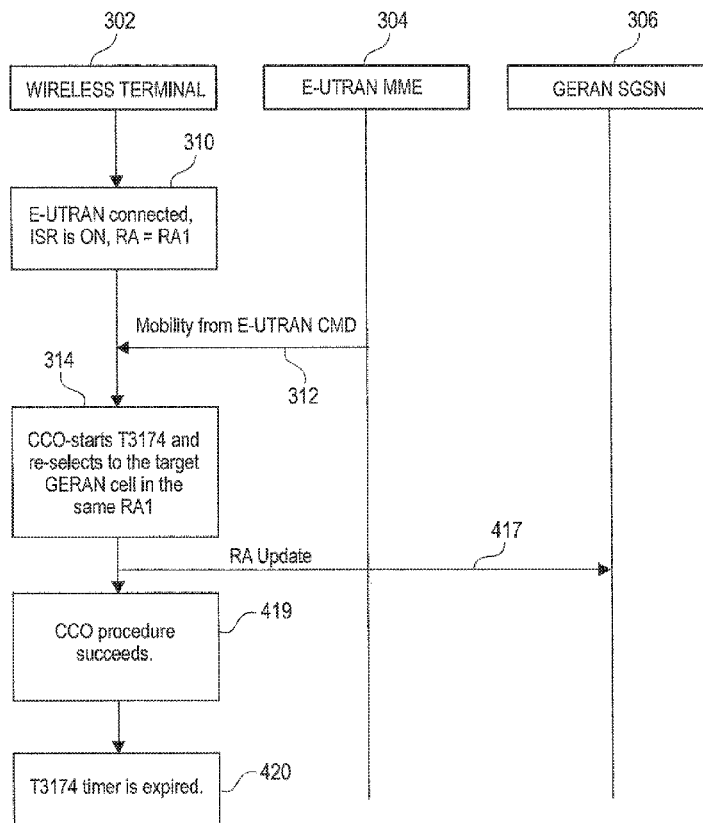 302
304
306
WIRELESS TERMINAL
E-UTRAN MME
GERAN SGSN
310
E-UTRAN connected,
ISR is ON, RA = RA1
Mobility from E-UTRAN CMD
312
314
CCO-starts T3174 and
re-selects to the target
GERAN cell in the
same RA1
RA Update
417
CCO procedure
succeeds.
419
T3174 timer is expired.
420